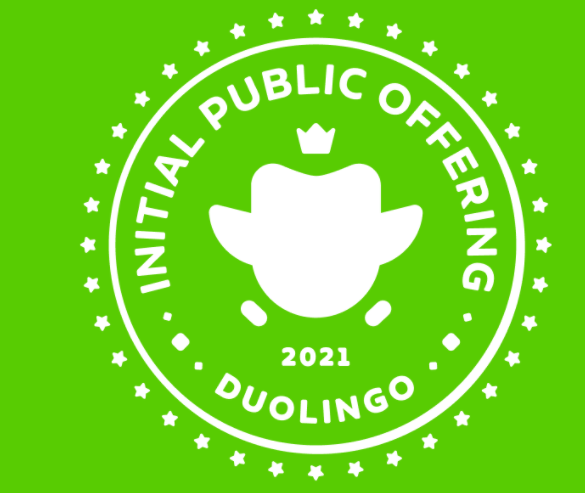 INITIAL PUBLIC OFFERING
2021
DUOLINGO